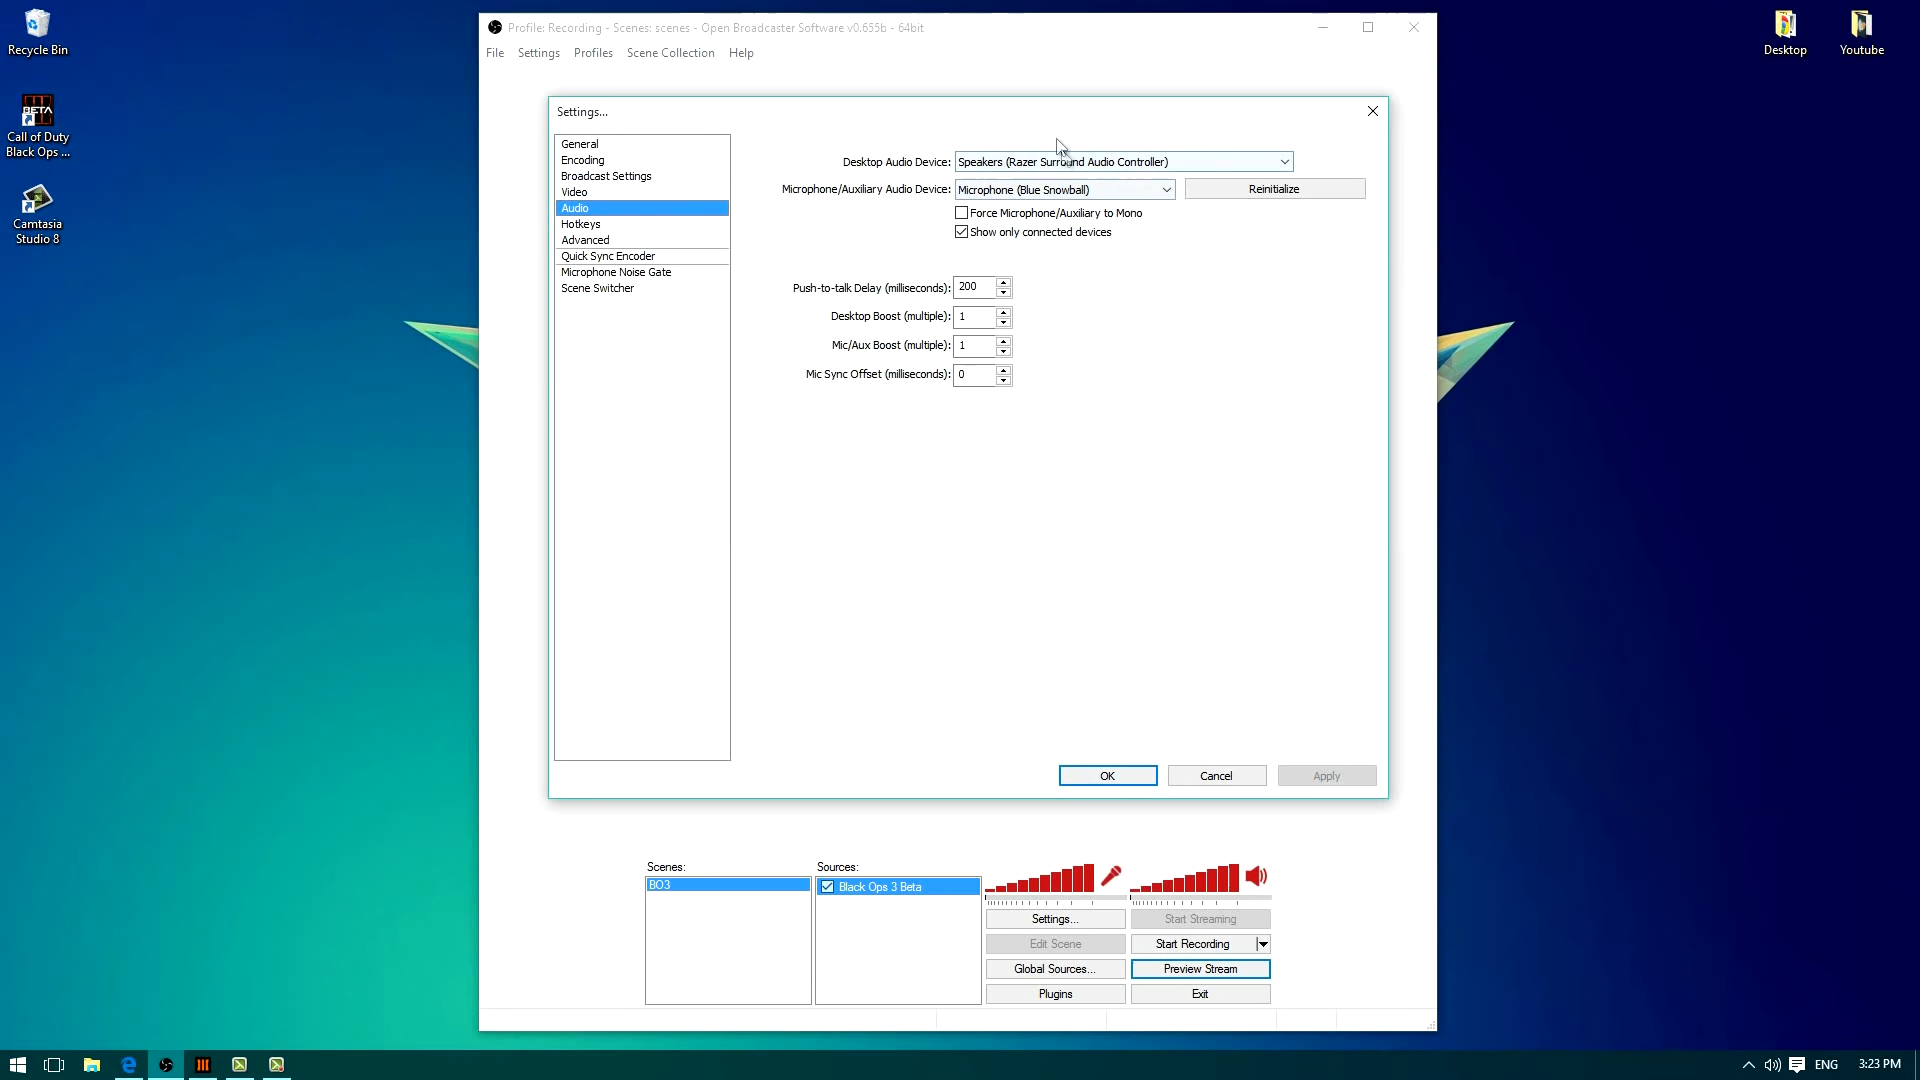 Recycle Bin
BETA
Call of Duty
Black Ops ...
Camtasia
Studio 8
Desktop
Youtube
Profile: Recording - Scenes: scenes - Open Broadcaster Software v0.655b - 64bit
File Settings Profiles Scene Collection Help
Settings...
General
Encoding
Broadcast Settings
Video
Audio
Hotkeys
Advanced
Quick Sync Encoder
Microphone Noise Gate
Scene Switcher
Desktop Audio Device: Speakers (Razer Surround Audio Controller)
Microphone/Auxiliary Audio Device: Microphone (Blue Snowball) Reinitialize
Force Microphone/Auxiliary to Mono
Show only connected devices
Push-to-talk Delay (milliseconds): 200
Desktop Boost (multiple): 1
Mic/Aux Boost (multiple): 1
Mic Sync Offset (milliseconds): 0
OK Cancel Apply
Scenes:
BO3
Sources:
Black Ops 3 Beta
Settings... Start Streaming
Edit Scene Start Recording
Global Sources... Preview Stream
Plugins Exit
ENG 3:23 PM